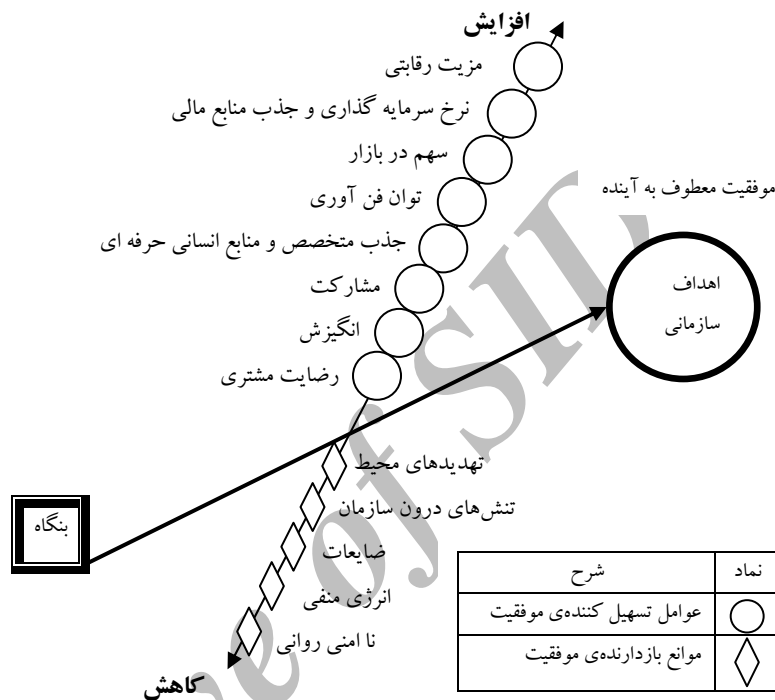 افزایش
مزیت رقابتی
نرخ سرمایه گذاری و جذب منابع مالی
سهم در بازار
توان فن آوری
موفقیت معطوف به آینده
جذب متخصص و منابع انسانی حرفه ای
مشارکت
اهداف
سازمانی
انگیزش
رضایت مشتری
تهدیدهای محیط
تنش‌های درون سازمان
بنگاه
ضایعات
انرژی منفی
نا امنی روانی
کاهش
نماد شرح
عوامل تسهیل کننده‌ی موفقیت
موانع بازدارنده‌ی موفقیت
of SID